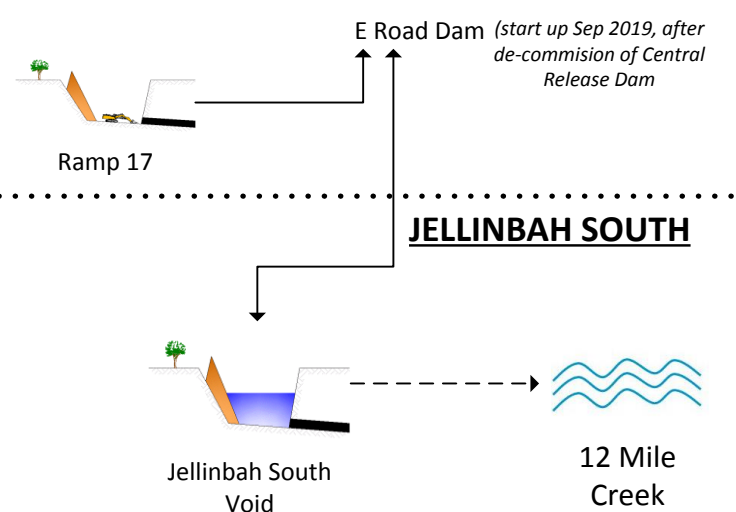 E Road Dam
(start up Sep 2019, after
de-commision of Central
Release Dam
Ramp 17
JELLINBAH SOUTH
Jellinbah South
Void
12 Mile
Creek